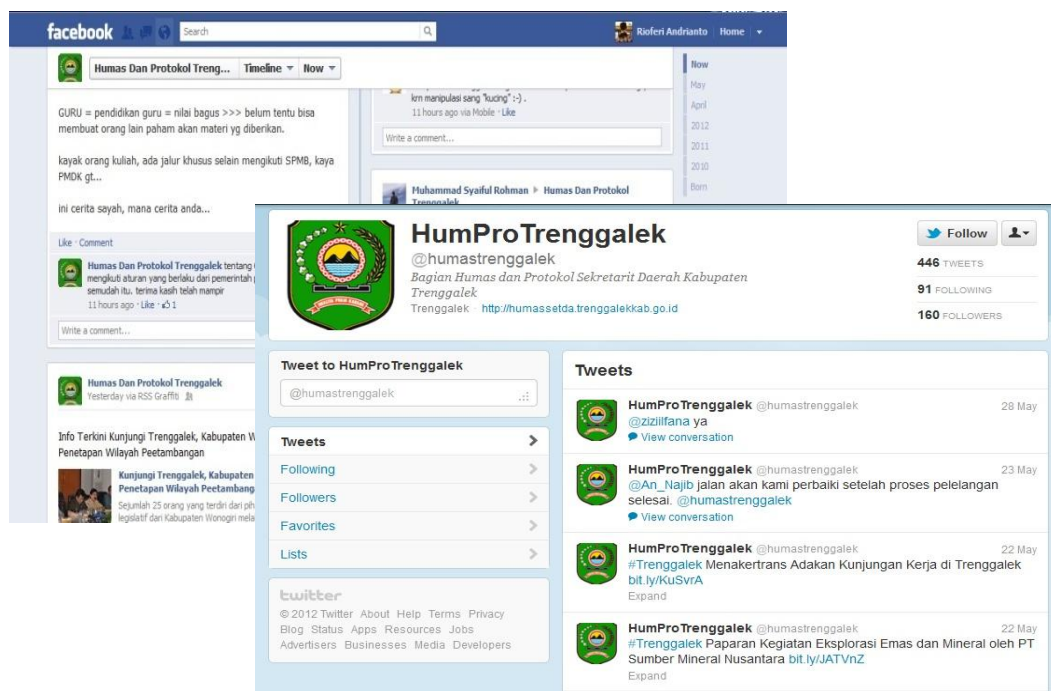 facebook
Search
Rioferi Andrianto Home
Humas Dan Protokol Treng... Timeline Now
Now
May
April
2012
2011
2010
Born
GURU = pendidikan guru = nilai bagus >>> belum tentu bisa
membuat orang lain paham akan materi yg diberikan.
kayak orang kuliah, ada jalur khusus selain mengikuti SPMB, kaya
PMDK gt...
ini cerita sayah, mana cerita anda...
Like · Comment
Humas Dan Protokol Trenggalek tentang
mengkuti aturan yang berlaku dari pemerintah
semudah itu. terima kasih telah mampir
11 hours ago · Like · 1
Write a comment...
Humas Dan Protokol Trenggalek
Yesterday via RSS Graffiti
Info Terkini Kunjungi Trenggalek, Kabupaten W
Penetapan Wilayah Peetambangan
Kunjungi Trenggalek, Kabupaten
Penetapan Wilayah Peetambang
Sejumlah 25 orang yang terdiri dari pih
legislatif dari Kabupaten Wonogiri mela
krn manipulasi sang "kucing" :-) .
11 hours ago via Mobile · Like
Write a comment...
Muhammad Syaiful Rohman ▸ Humas Dan Protokol
Trenggalek
HumProTrenggalek
@humastrenggalek
Bagian Humas dan Protokol Sekretarit Daerah Kabupaten
Trenggalek
Trenggalek · http://humassetda.trenggalekkab.go.id
Follow
446 TWEETS
91 FOLLOWING
160 FOLLOWERS
Tweet to HumProTrenggalek
@humastrenggalek
Tweets
Following
Followers
Favorites
Lists
twitter
© 2012 Twitter About Help Terms Privacy
Blog Status Apps Resources Jobs
Advertisers Businesses Media Developers
Tweets
HumProTrenggalek @humastrenggalek 28 May
@ziziilfana ya
View conversation
HumProTrenggalek @humastrenggalek 23 May
@An_Najib jalan akan kami perbaiki setelah proses pelelangan
selesai. @humastrenggalek
View conversation
HumProTrenggalek @humastrenggalek 22 May
#Trenggalek Menakertrans Adakan Kunjungan Kerja di Trenggalek
bit.ly/KuSvrA
Expand
HumProTrenggalek @humastrenggalek 22 May
#Trenggalek Paparan Kegiatan Eksplorasi Emas dan Mineral oleh PT
Sumber Mineral Nusantara bit.ly/JATVnZ
Expand